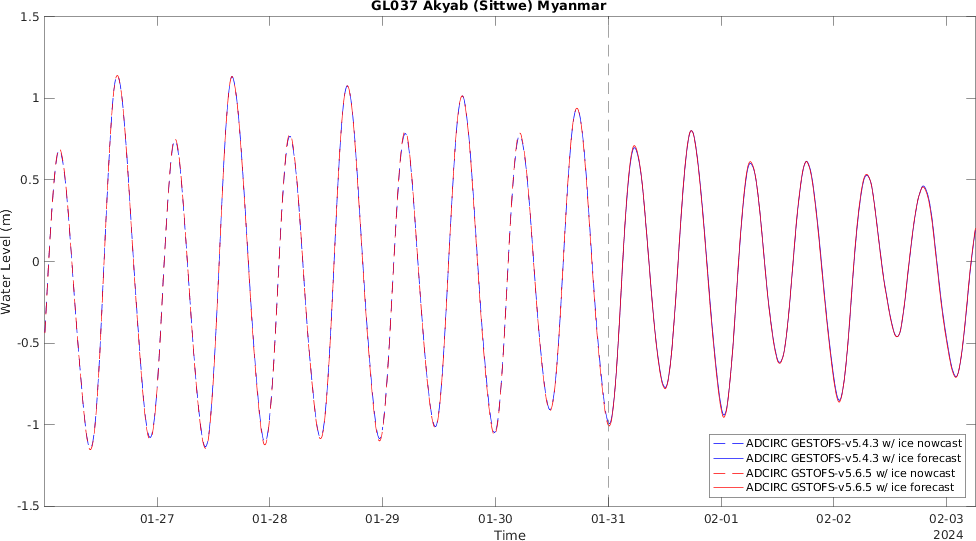 GL037 Akyab (Sittwe) Myanmar
1.5
1
0.5
0
-0.5
-1
-1.5
Water Level (m)
ADCIRC GESTOFS-v5.4.3 w/ ice nowcast
ADCIRC GESTOFS-v5.4.3 w/ ice forecast
ADCIRC GSTOFS-v5.6.5 w/ ice nowcast
ADCIRC GSTOFS-v5.6.5 w/ ice forecast
01-27 01-28 01-29 01-30 01-31 02-01 02-02 02-03
Time 2024